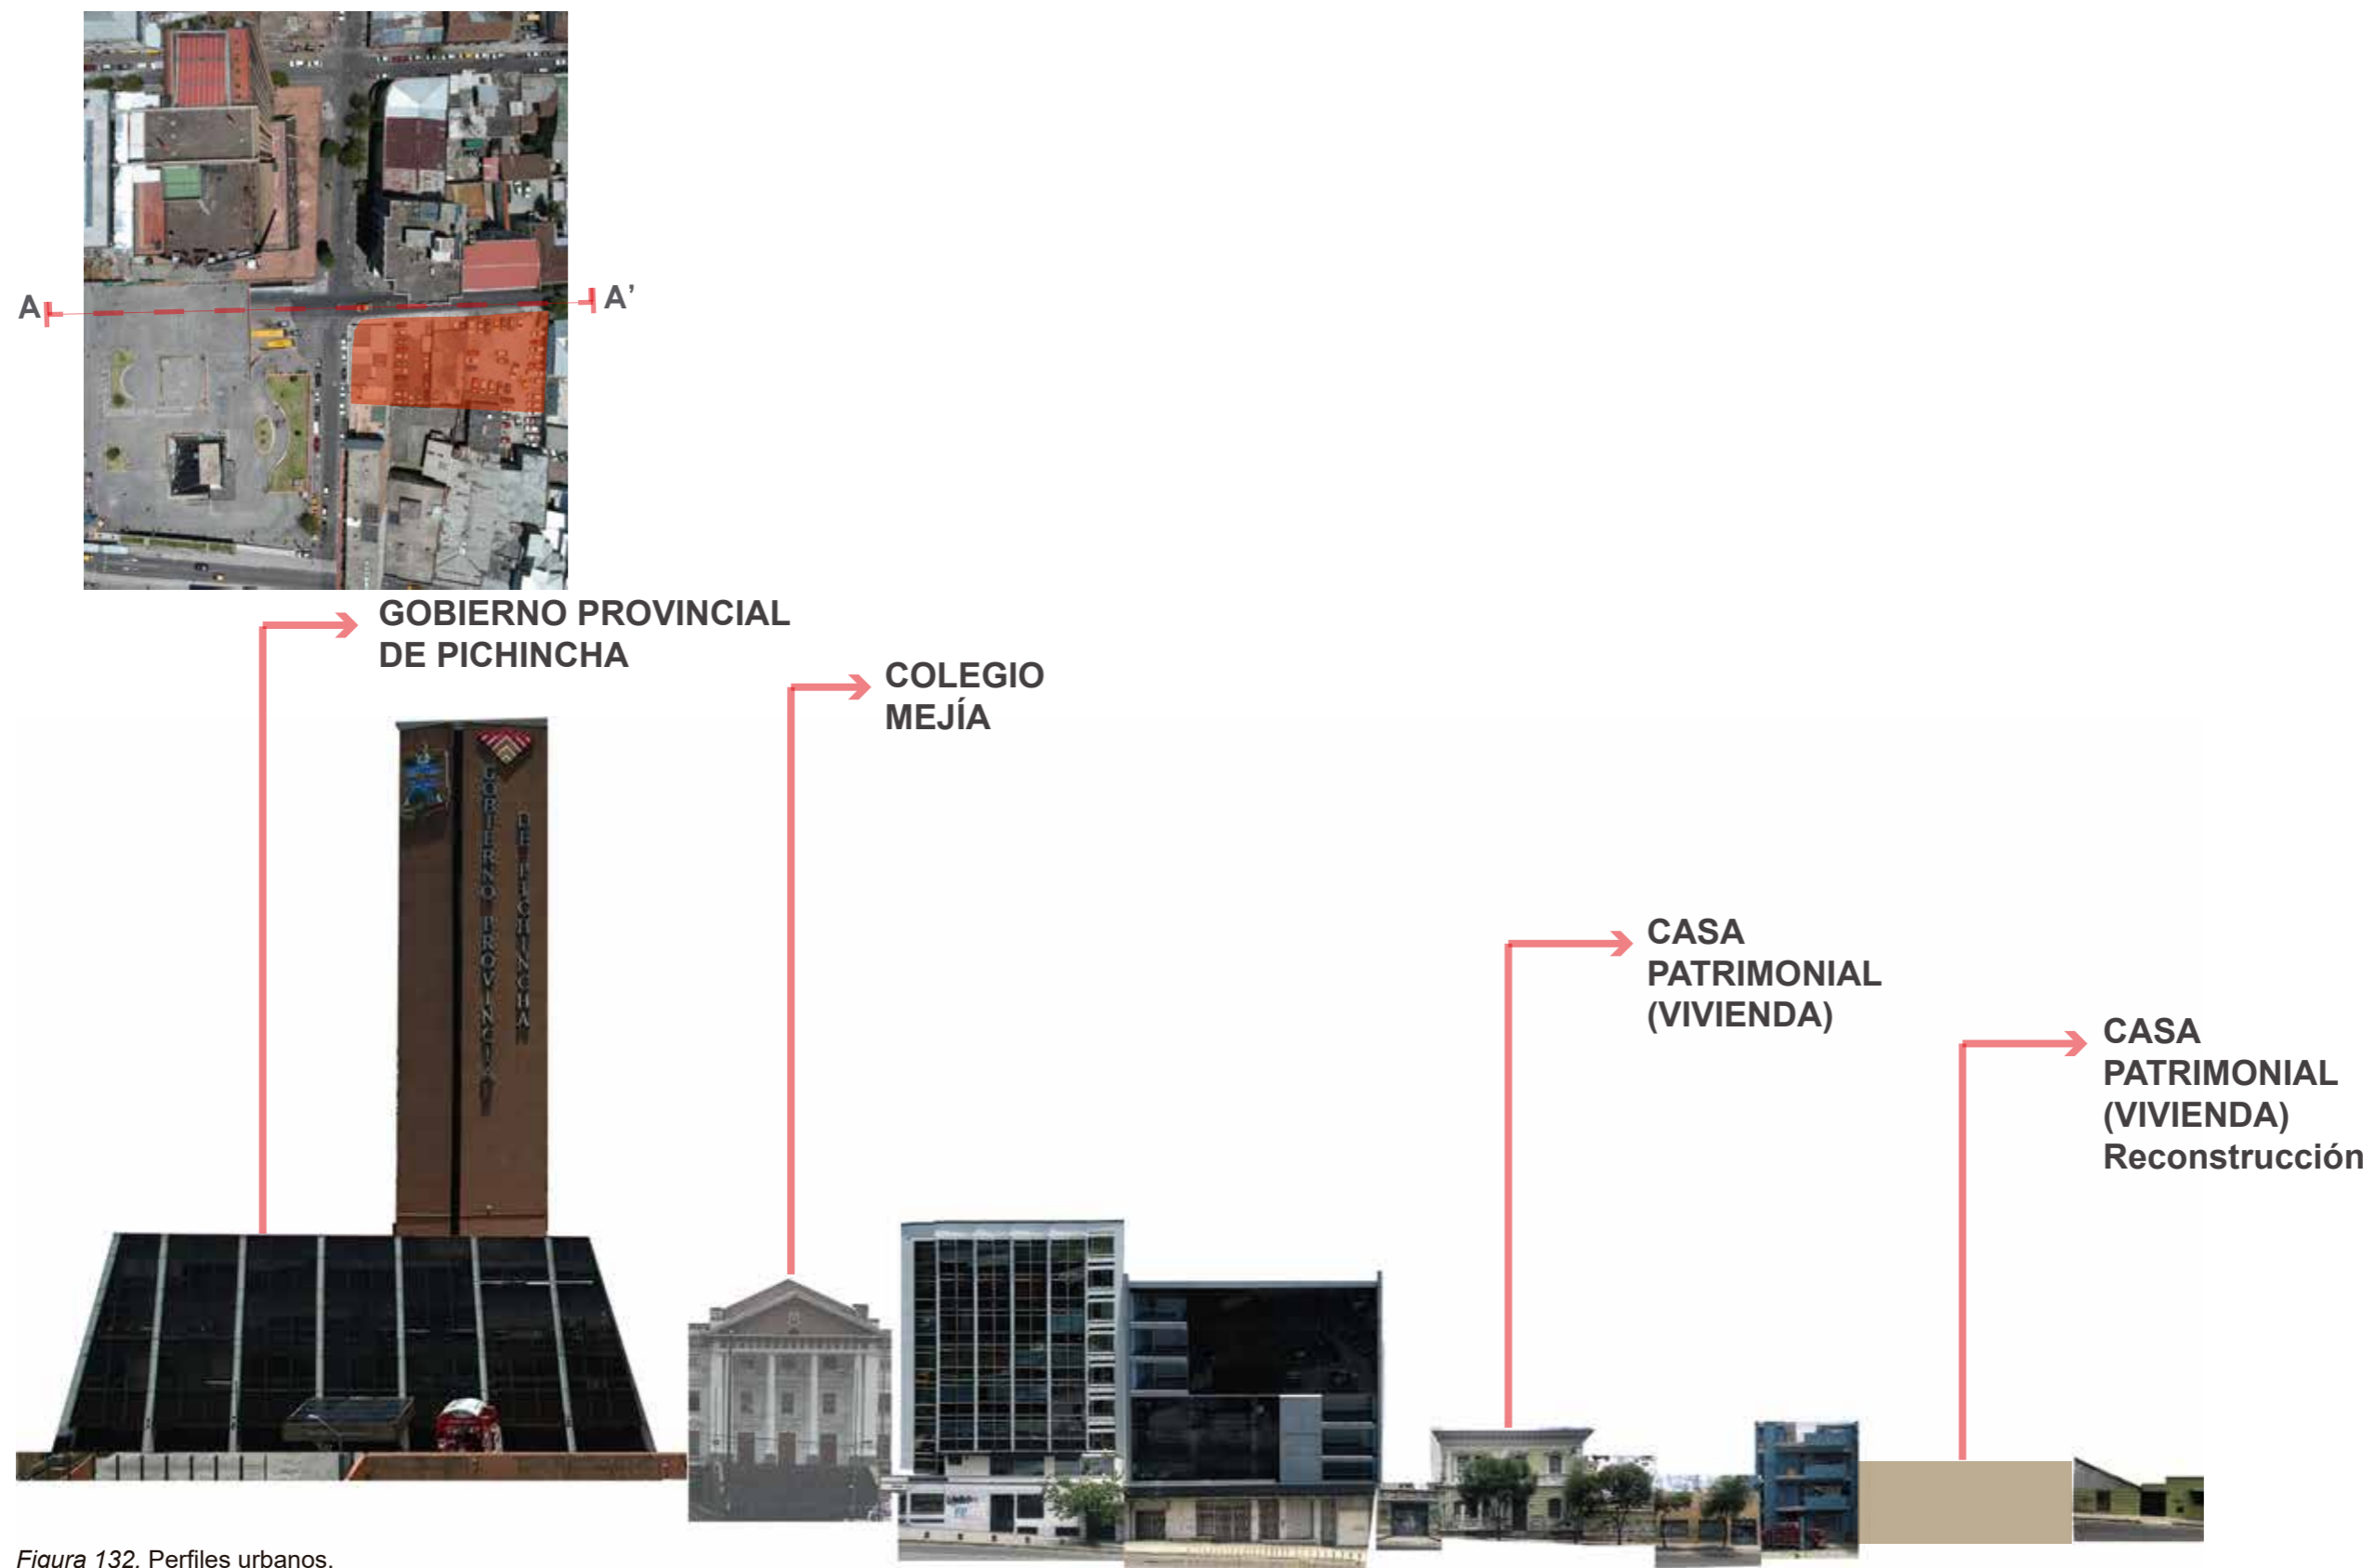 A
A’
GOBIERNO PROVINCIAL
DE PICHINCHA
COLEGIO
MEJÍA
GOBIERNO PROVINCIAL
DE PICHINCHA
CASA
PATRIMONIAL
(VIVIENDA)
CASA
PATRIMONIAL
(VIVIENDA)
Reconstrucción
Figura 132. Perfiles urbanos.